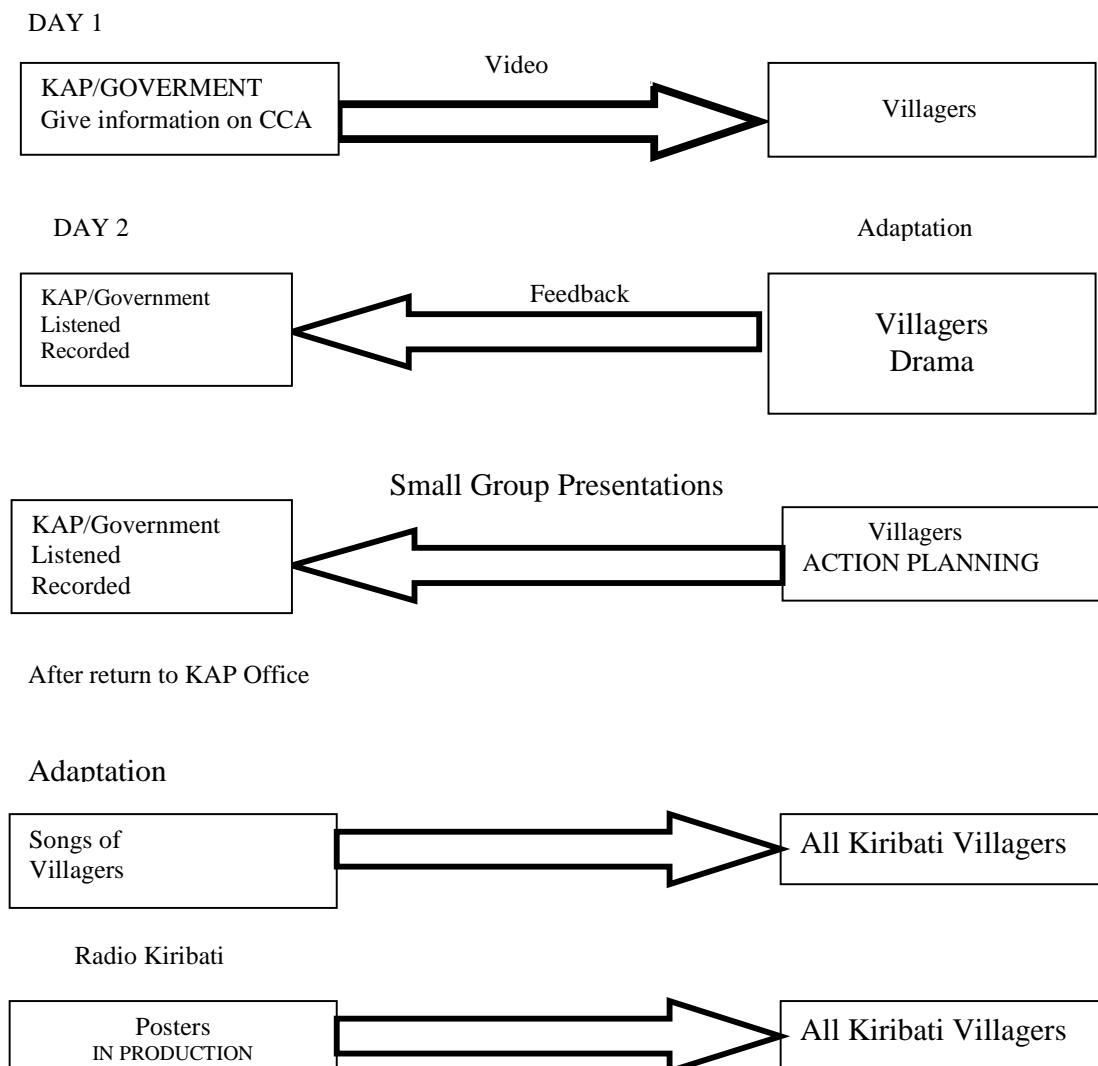 DAY 1
Video
KAP/GOVERMENT
Give information on CCA
Villagers
DAY 2
Adaptation
KAP/Government
Listened
Recorded
Feedback
Villagers
Drama
Small Group Presentations
KAP/Government
Listened
Recorded
Villagers
ACTION PLANNING
After return to KAP Office
Adaptation
Songs of
Villagers
All Kiribati Villagers
Radio Kiribati
Posters
IN PRODUCTION
All Kiribati Villagers